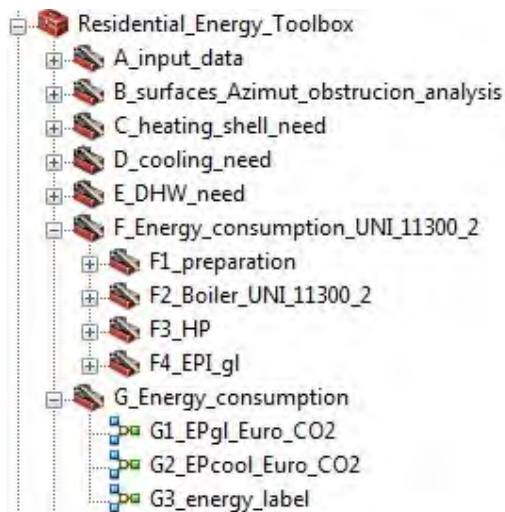 Residential_Energy_Toolbox
A_input_data
B_surfaces_Azimut_obstrucion_analysis
C_heating_shell_need
D_cooling_need
E_DHW_need
F_Energy_consumption_UNI_11300_2
F1_preparation
F2_Boiler_UNI_11300_2
F3_HP
F4_EPI_gl
G_Energy_consumption
G1_EPgl_Euro_CO2
G2_EPcool_Euro_CO2
G3_energy_label